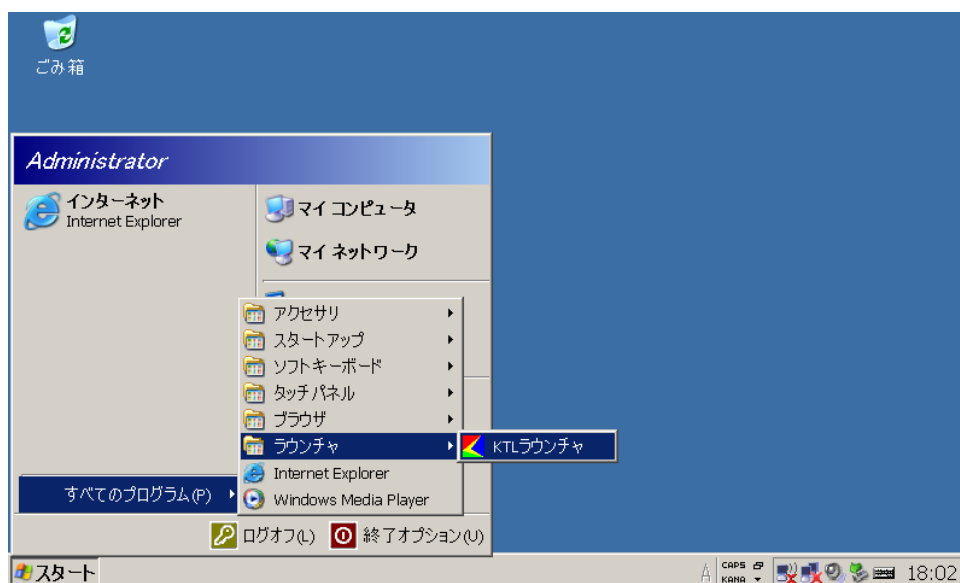 ごみ箱
Administrator
インターネット
Internet Explorer
マイ コンピュータ
マイ ネットワーク
アクセサリ
スタートアップ
ソフトキーボード
タッチパネル
ブラウザ
ラウンチャ
KTLラウンチャ
Internet Explorer
Windows Media Player
すべてのプログラム(P)
ログオフ(L)
終了オプション(U)
スタート
A
CAPS
KANA
18:02